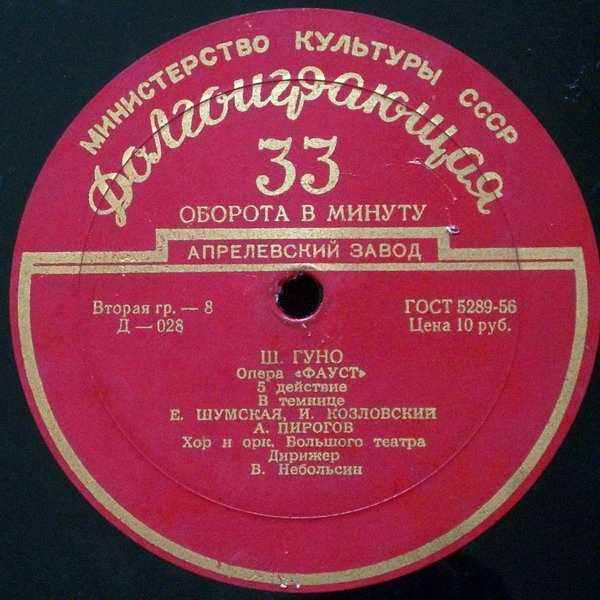 МИНИСТЕРСТВО КУЛЬТУРЫ СССР
Долгоиграющая
33
ОБОРОТА В МИНУТУ
АПРЕЛЕВСКИЙ ЗАВОД
Вторая гр. — 8
Д — 028
ГОСТ 5289-56
Цена 10 руб.
Ш. ГУНО
Опера «ФАУСТ»
5 действие
В темнице
Е. ШУМСКАЯ, И. КОЗЛОВСКИЙ
А. ПИРОГОВ
Хор и орк. Большого театра
Дирижер
В. Небольсин